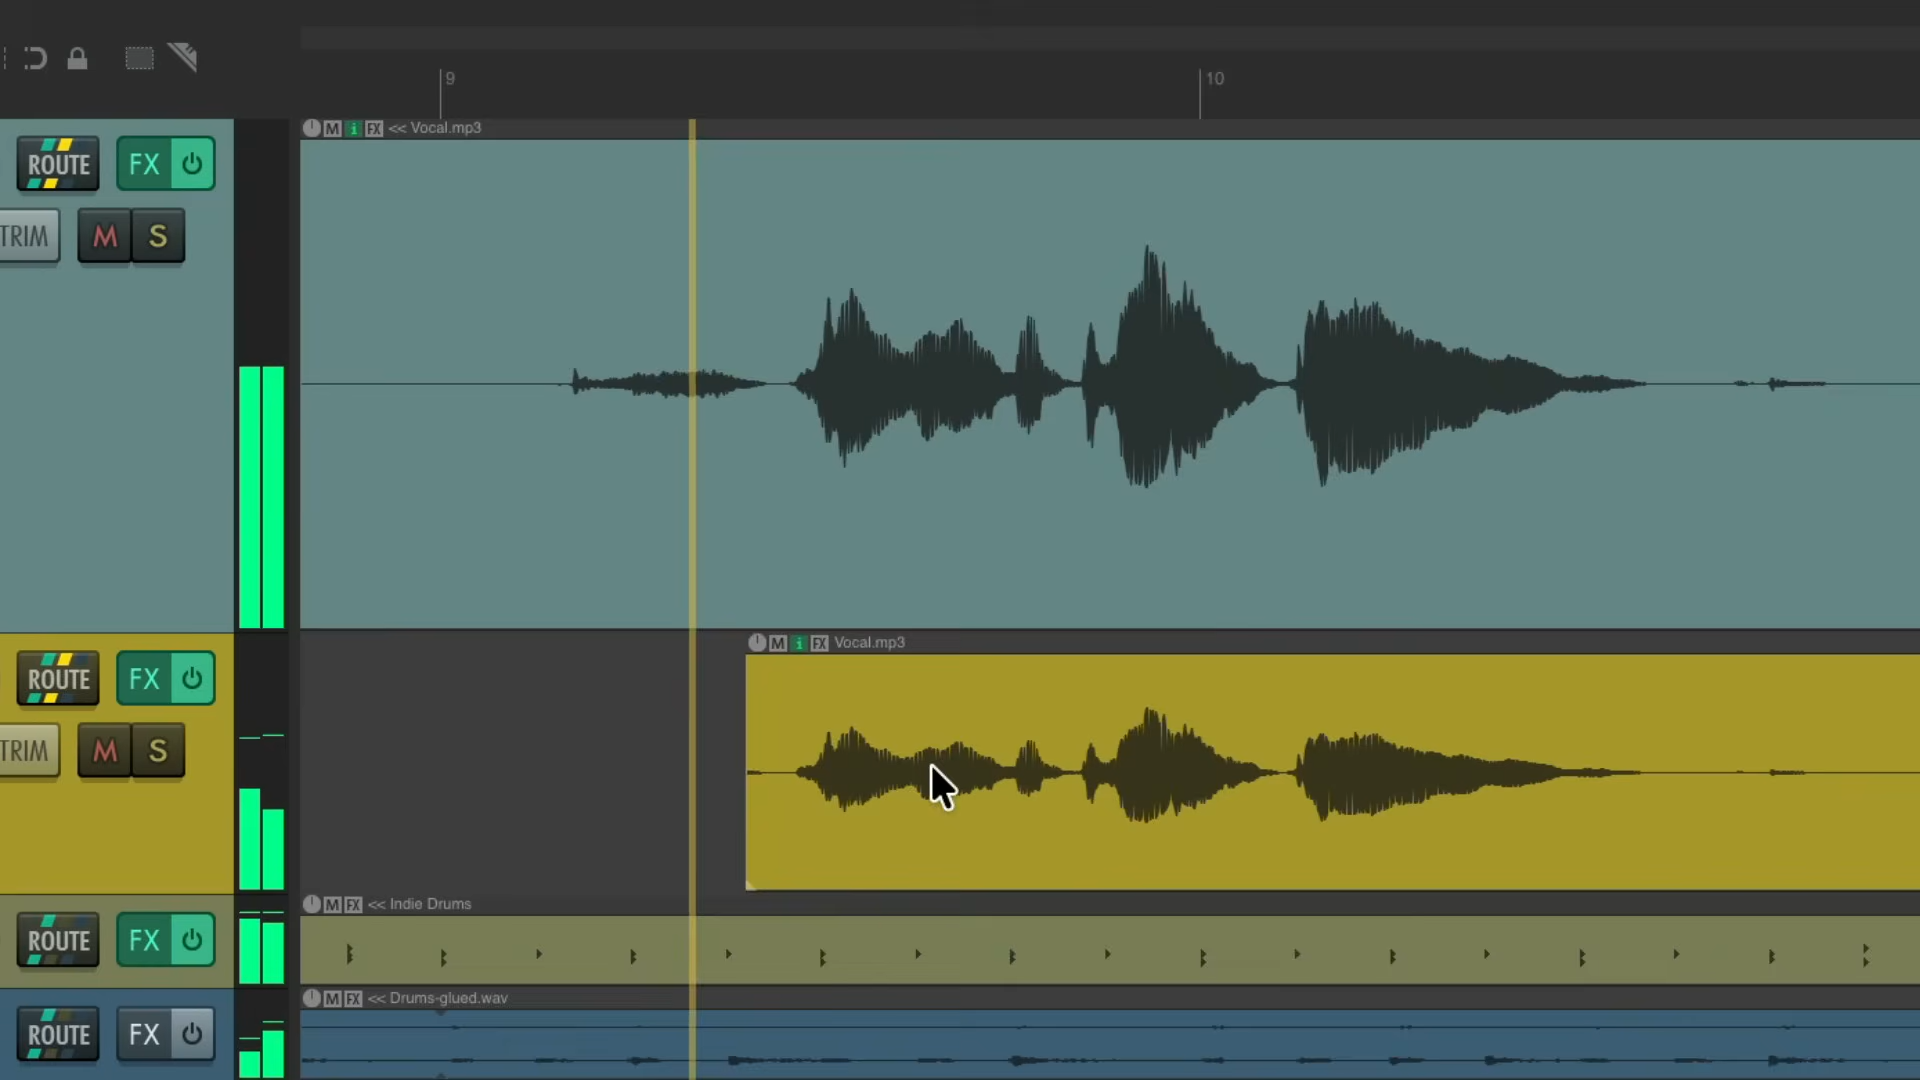 9
10
M i FX << Vocal.mp3
ROUTE FX
TRIM M S
M i FX Vocal.mp3
ROUTE FX
TRIM M S
M FX << Indie Drums
ROUTE FX
M FX << Drums-glued.wav
ROUTE FX